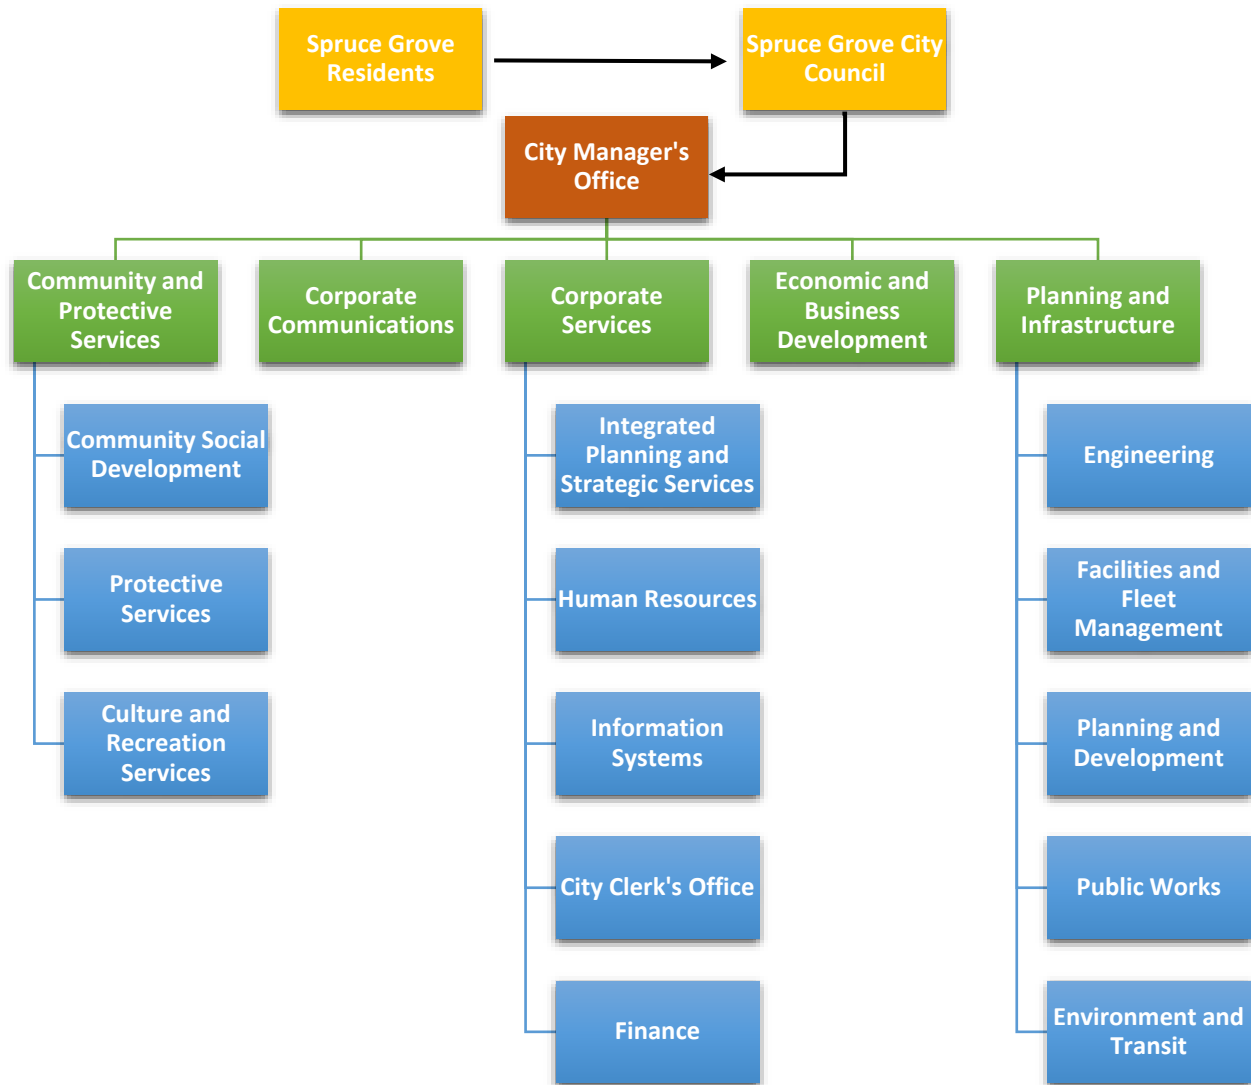 Spruce Grove
Residents
Spruce Grove City
Council
City Manager's
Office
Community and
Protective
Services
Corporate
Communications
Corporate
Services
Economic and
Business
Development
Planning and
Infrastructure
Community Social
Development
Protective
Services
Culture and
Recreation
Services
Integrated
Planning and
Strategic Services
Human Resources
Information
Systems
City Clerk's Office
Finance
Engineering
Facilities and
Fleet
Management
Planning and
Development
Public Works
Environment and
Transit